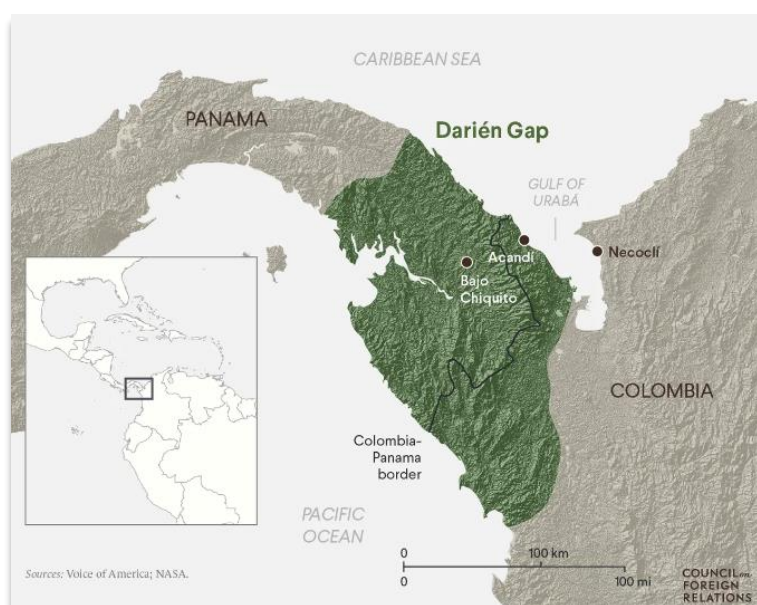 CARIBBEAN SEA
PANAMA
Darién Gap
GULF OF
URABÁ
Acandí
Necoclí
Bajo
Chiquito
COLOMBIA
Colombia-
Panama
border
PACIFIC
OCEAN
0 100 km
0 100 mi
Sources: Voice of America; NASA.
COUNCIL on
FOREIGN
RELATIONS